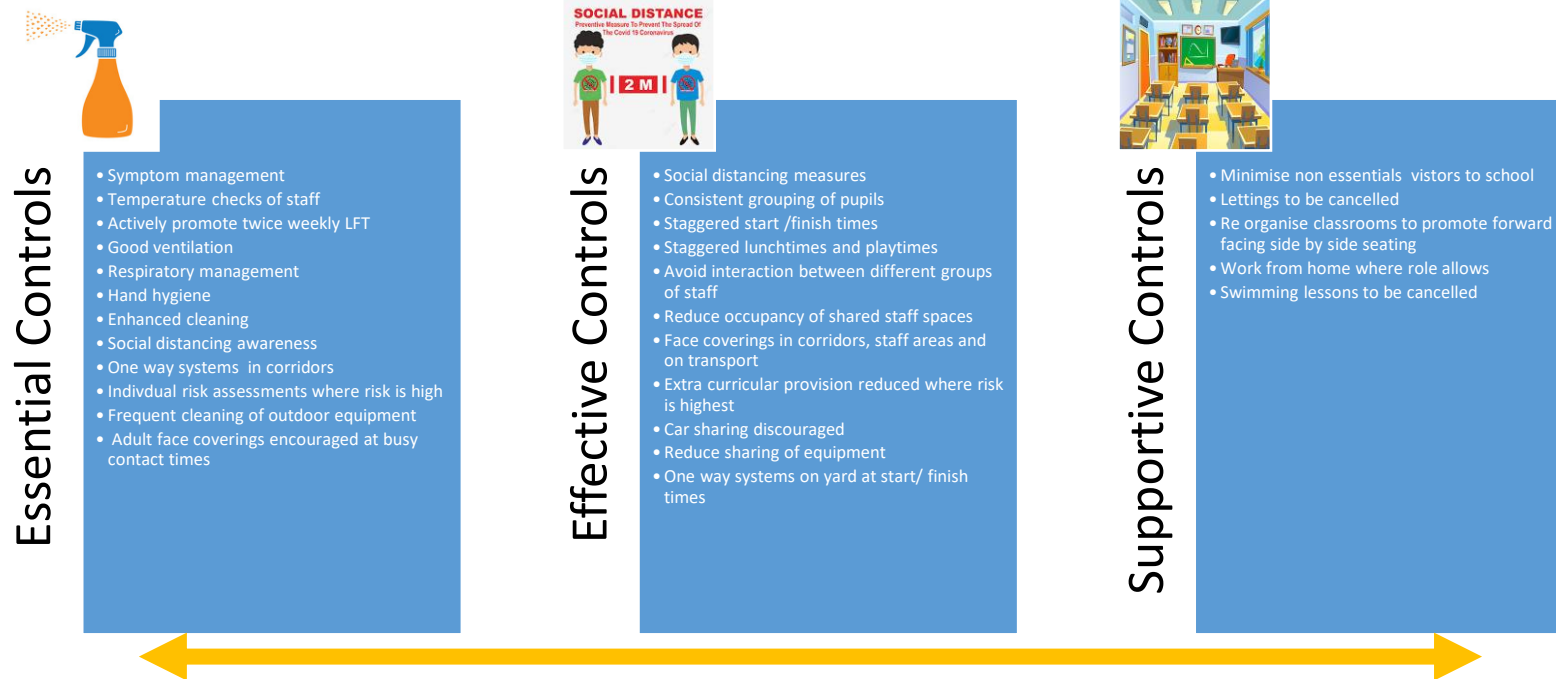 SOCIAL DISTANCE
Preventive Measure To Prevent The Spread Of
The Covid 19 Coronavirus
2 M
Essential Controls
• Symptom management
• Temperature checks of staff
• Actively promote twice weekly LFT
• Good ventilation
• Respiratory management
• Hand hygiene
• Enhanced cleaning
• Social distancing awareness
• One way systems in corridors
• Indivdual risk assessments where risk is high
• Frequent cleaning of outdoor equipment
• Adult face coverings encouraged at busy
contact times
Effective Controls
• Social distancing measures
• Consistent grouping of pupils
• Staggered start /finish times
• Staggered lunchtimes and playtimes
• Avoid interaction between different groups
of staff
• Reduce occupancy of shared staff spaces
• Face coverings in corridors, staff areas and
on transport
• Extra curricular provision reduced where risk
is highest
• Car sharing discouraged
• Reduce sharing of equipment
• One way systems on yard at start/ finish
times
Supportive Controls
• Minimise non essentials vistors to school
• Lettings to be cancelled
• Re organise classrooms to promote forward
facing side by side seating
• Work from home where role allows
• Swimming lessons to be cancelled